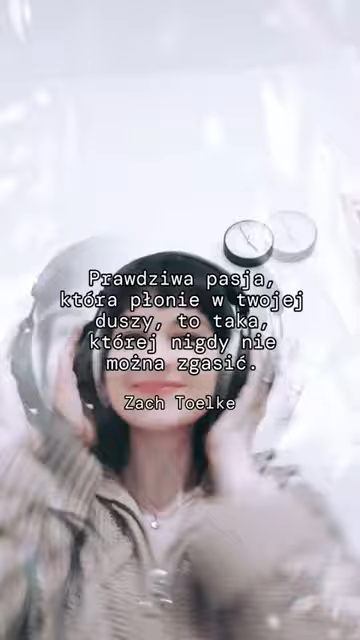 Prawdziwa pasja,
która płonie w twojej
duszy, to taka,
której nigdy nie
można zgasić.
Zach Toelke